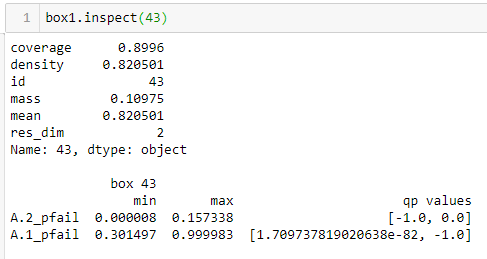 1 box1.inspect(43)
coverage 0.8996
density 0.820501
id 43
mass 0.10975
mean 0.820501
res_dim 2
Name: 43, dtype: object
box 43
min max qp values
A.2_pfail 0.000008 0.157338 [-1.0, 0.0]
A.1_pfail 0.301497 0.999983 [1.709737819020638e-82, -1.0]